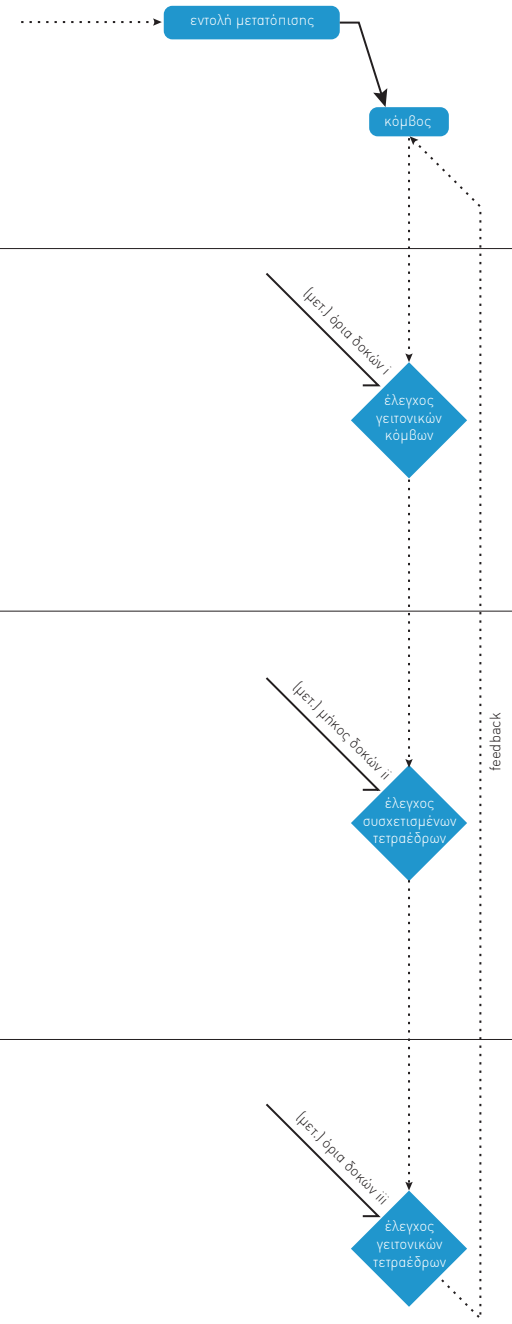 εντολή μετατόπισης
κόμβος
(μετ.) όρια δοκών i
έλεγχος
γειτονικών
κόμβων
(μετ.) μήκος δοκών ii
feedback
έλεγχος
συσχετισμένων
τετραέδρων
(μετ.) όρια δοκών iii
έλεγχος
γειτονικών
τετραέδρων